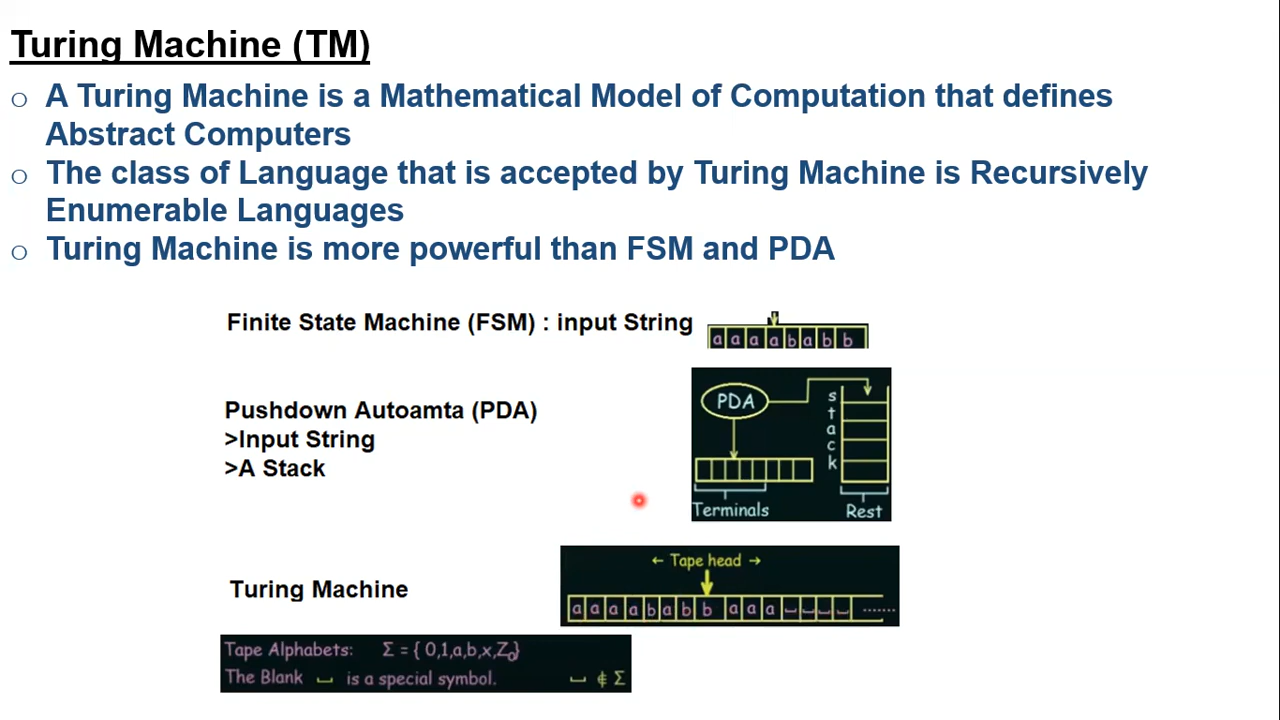 Turing Machine (TM)
o A Turing Machine is a Mathematical Model of Computation that defines
Abstract Computers
o The class of Language that is accepted by Turing Machine is Recursively
Enumerable Languages
o Turing Machine is more powerful than FSM and PDA
Finite State Machine (FSM) : input String
a a a a b a b b
Pushdown Autoamta (PDA)
>Input String
>A Stack
PDA
stack
Terminals
Rest
← Tape head →
Turing Machine
a a a a b a b b a a a ⎵ ⎵ ⎵ ⎵ .......
Tape Alphabets: Σ = { 0,1,a,b,x,Z₀}
The Blank ⎵ is a special symbol. ⎵ ∉ Σ